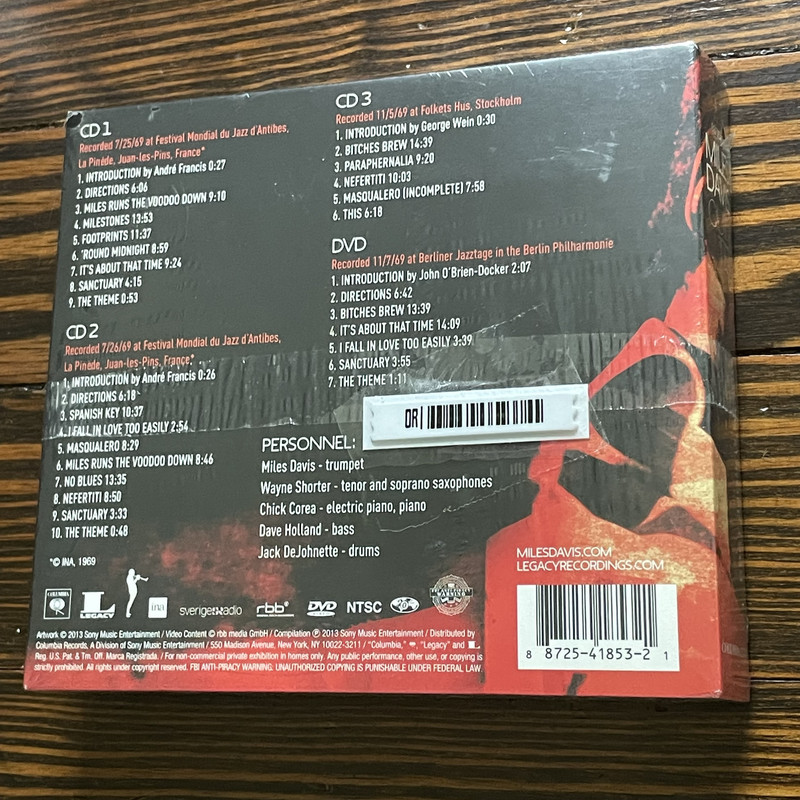 CD 1
Recorded 7/25/69 at Festival Mondial du Jazz d'Antibes,
La Pinède, Juan-les-Pins, France*
1. INTRODUCTION by André Francis 0:27
2. DIRECTIONS 6:06
3. MILES RUNS THE VOODOO DOWN 9:10
4. MILESTONES 13:53
5. FOOTPRINTS 11:37
6. 'ROUND MIDNIGHT 8:59
7. IT'S ABOUT THAT TIME 9:24
8. SANCTUARY 4:15
9. THE THEME 0:53
CD 2
Recorded 7/26/69 at Festival Mondial du Jazz d'Antibes,
La Pinède, Juan-les-Pins, France*
1. INTRODUCTION by André Francis 0:26
2. DIRECTIONS 6:18
3. SPANISH KEY 10:37
4. I FALL IN LOVE TOO EASILY 2:54
5. MASQUALERO 8:29
6. MILES RUNS THE VOODOO DOWN 8:46
7. NO BLUES 13:35
8. NEFERTITI 8:50
9. SANCTUARY 3:33
10. THE THEME 0:48
*© INA, 1969
CD 3
Recorded 11/5/69 at Folkets Hus, Stockholm
1. INTRODUCTION by George Wein 0:30
2. BITCHES BREW 14:39
3. PARAPHERNALIA 9:20
4. NEFERTITI 10:03
5. MASQUALERO (INCOMPLETE) 7:58
6. THIS 6:18
DVD
Recorded 11/7/69 at Berliner Jazztage in the Berlin Philharmonie
1. INTRODUCTION by John O'Brien-Docker 2:07
2. DIRECTIONS 6:42
3. BITCHES BREW 13:39
4. IT'S ABOUT THAT TIME 14:09
5. I FALL IN LOVE TOO EASILY 3:39
6. SANCTUARY 3:55
7. THE THEME 1:11
OR
PERSONNEL:
Miles Davis - trumpet
Wayne Shorter - tenor and soprano saxophones
Chick Corea - electric piano, piano
Dave Holland - bass
Jack DeJohnette - drums
MILESDAVIS.COM
LEGACYRECORDINGS.COM
COLUMBIA
LEGACY
ina
sverigesradio
rbb
DVD
NTSC
Artwork © 2013 Sony Music Entertainment / Video Content © rbb media GmbH / Compilation ℗ 2013 Sony Music Entertainment / Distributed by
Columbia Records, A Division of Sony Music Entertainment / 550 Madison Avenue, New York, NY 10022-3211 / "Columbia," "Legacy" and
Reg. U.S. Pat. & Tm. Off. Marca Registrada. / For non-commercial private exhibition in homes only. Any public performance, other use, or copying is
strictly prohibited. All rights under copyright reserved. FBI ANTI-PIRACY WARNING: UNAUTHORIZED COPYING IS PUNISHABLE UNDER FEDERAL LAW.
8 8725-41853-2 1